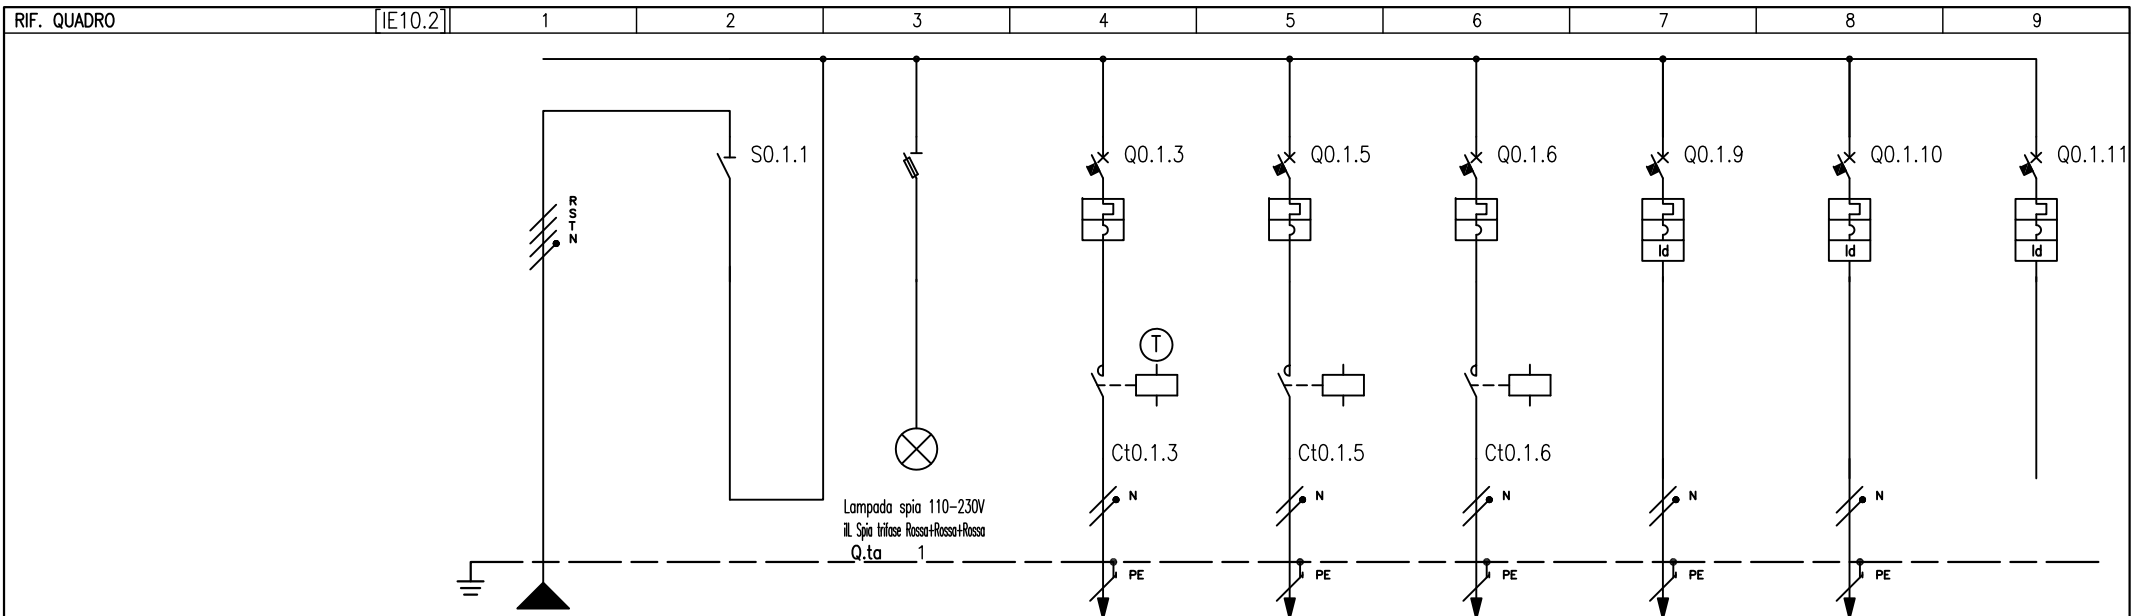 RIF. QUADRO [IE10.2] 1 2 3 4 5 6 7 8 9
S0.1.1 Q0.1.3 Q0.1.5 Q0.1.6 Q0.1.9 Q0.1.10 Q0.1.11
R
S
T
N
Id Id Id
T
Ct0.1.3 Ct0.1.5 Ct0.1.6
N N N N N
Lampada spia 110-230V
iIL Spia trifase Rossa+Rossa+Rossa
Q.ta 1
PE PE PE PE PE